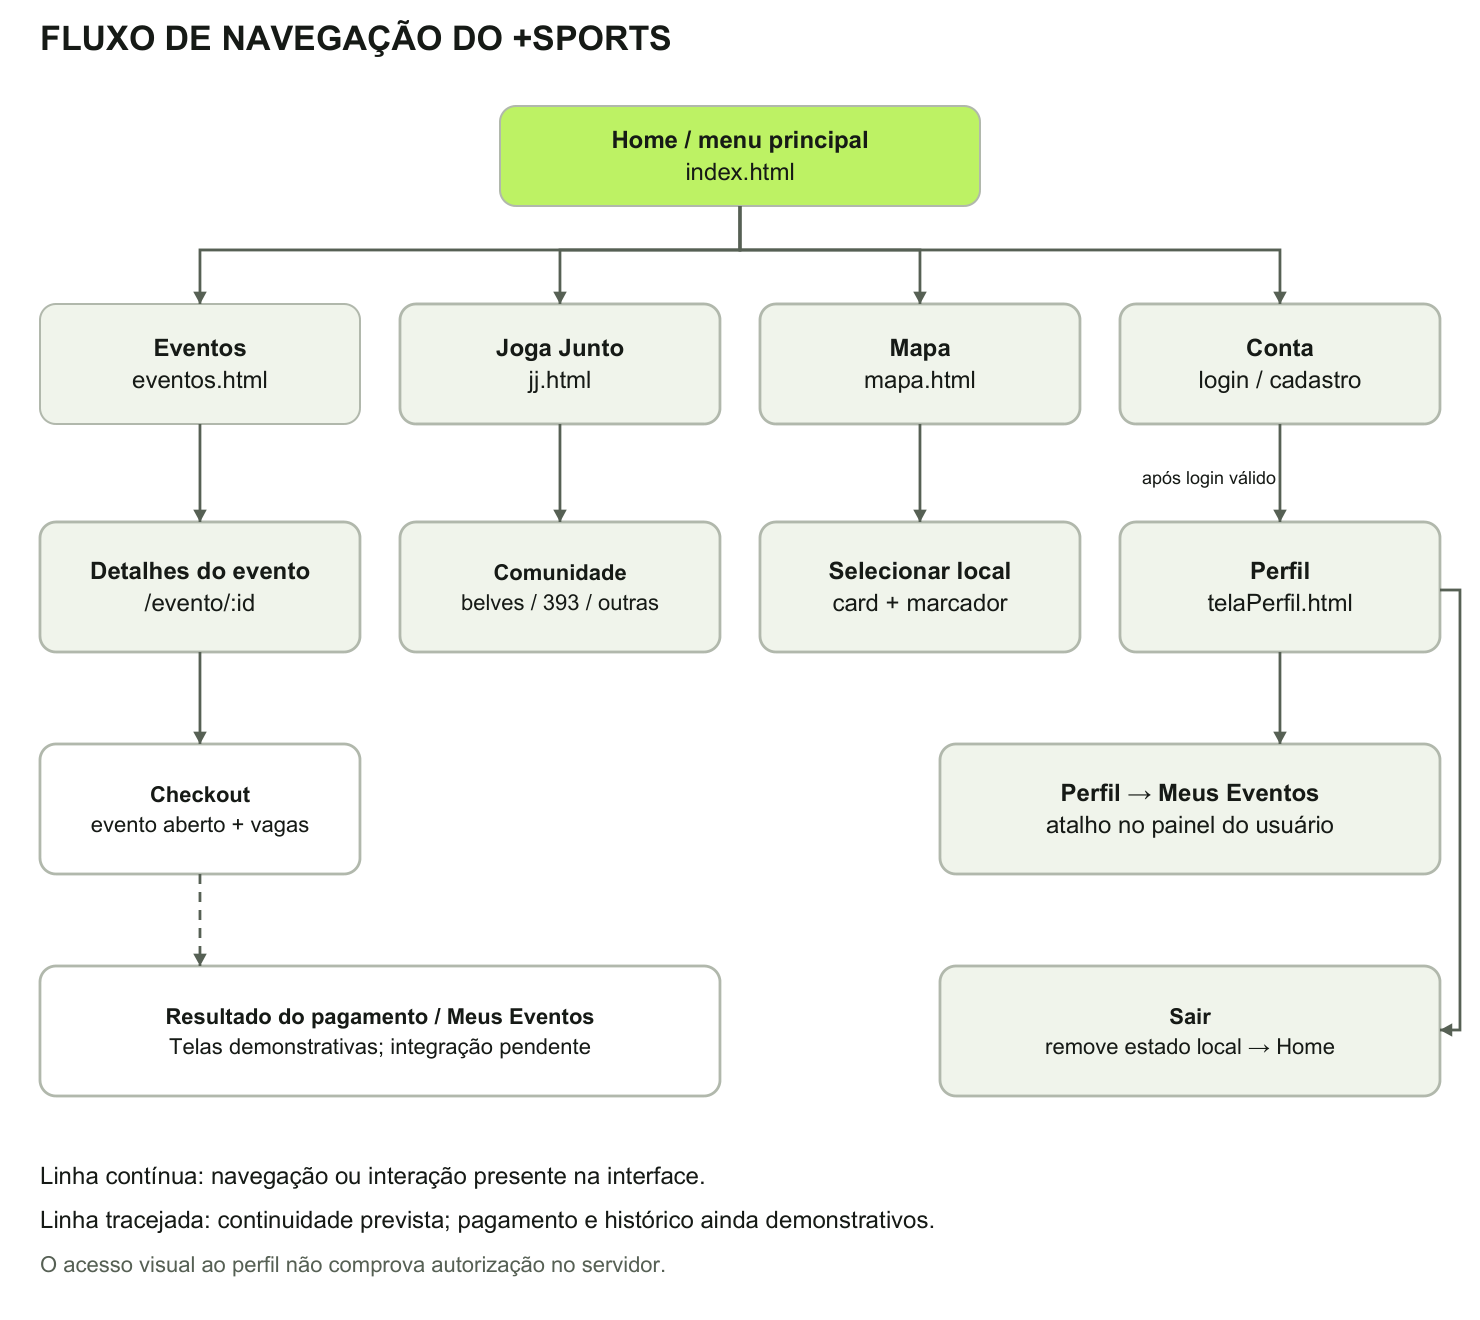 FLUXO DE NAVEGAÇÃO DO +SPORTS
Home / menu principal
index.html
Eventos
eventos.html
Joga Junto
jj.html
Mapa
mapa.html
Conta
login / cadastro
após login válido
Detalhes do evento
/evento/:id
Comunidade
belves / 393 / outras
Selecionar local
card + marcador
Perfil
telaPerfil.html
Checkout
evento aberto + vagas
Perfil → Meus Eventos
atalho no painel do usuário
Resultado do pagamento / Meus Eventos
Telas demonstrativas; integração pendente
Sair
remove estado local → Home
Linha contínua: navegação ou interação presente na interface.
Linha tracejada: continuidade prevista; pagamento e histórico ainda demonstrativos.
O acesso visual ao perfil não comprova autorização no servidor.